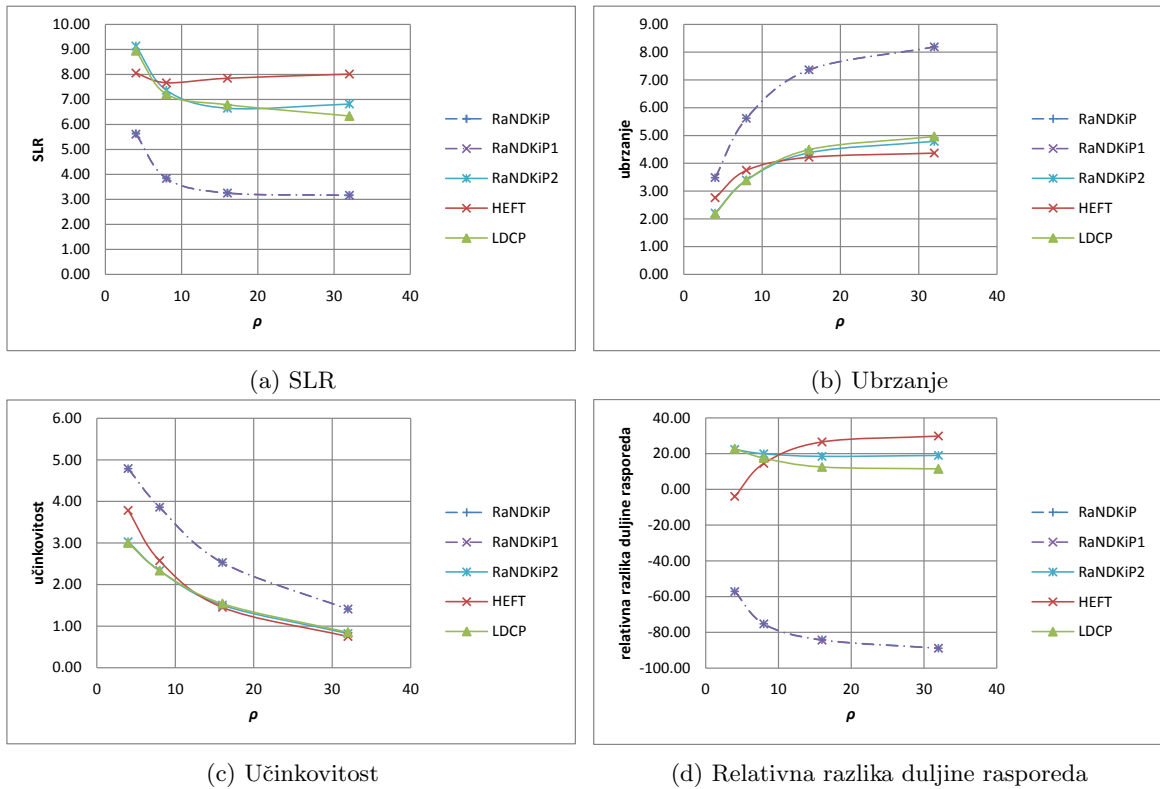 10.00
9.00
8.00
7.00
6.00
5.00
4.00
3.00
2.00
1.00
0.00
SLR
0 10 20 30 40
ρ
RaNDKiP
RaNDKiP1
RaNDKiP2
HEFT
LDCP
(a) SLR
9.00
8.00
7.00
6.00
5.00
4.00
3.00
2.00
1.00
0.00
ubrzanje
0 10 20 30 40
ρ
RaNDKiP
RaNDKiP1
RaNDKiP2
HEFT
LDCP
(b) Ubrzanje
6.00
5.00
4.00
3.00
2.00
1.00
0.00
učinkovitost
0 10 20 30 40
ρ
RaNDKiP
RaNDKiP1
RaNDKiP2
HEFT
LDCP
(c) Učinkovitost
40.00
20.00
0.00
-20.00
-40.00
-60.00
-80.00
-100.00
relativna razlika duljine rasporeda
0 10 20 30 40
ρ
RaNDKiP
RaNDKiP1
RaNDKiP2
HEFT
LDCP
(d) Relativna razlika duljine rasporeda